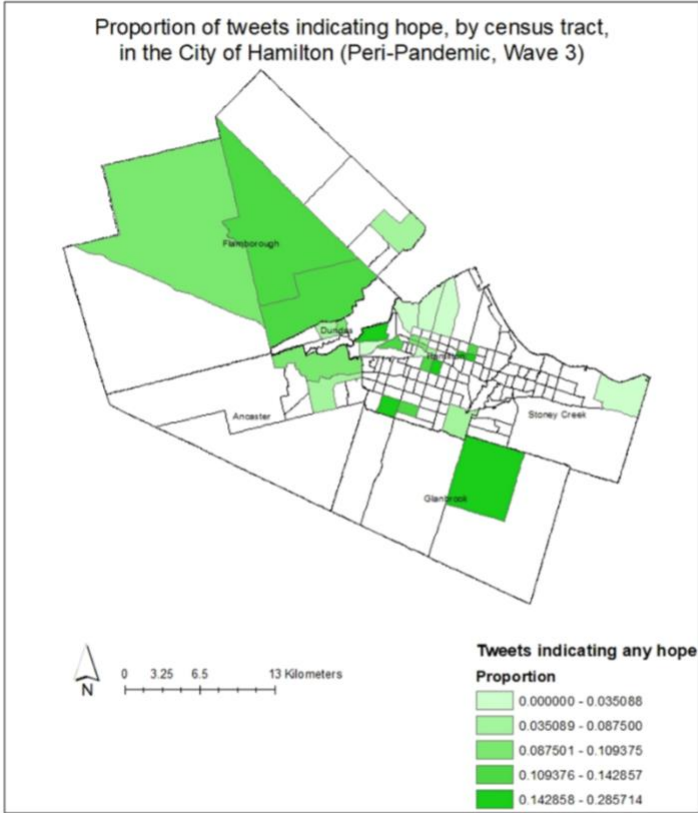 Proportion of tweets indicating hope, by census tract,
in the City of Hamilton (Peri-Pandemic, Wave 3)
Flamborough
Dundas
Hamilton
Ancaster
Stoney Creek
Glanbrook
N
0 3.25 6.5 13 Kilometers
Tweets indicating any hope
Proportion
0.000000 - 0.035088
0.035089 - 0.087500
0.087501 - 0.109375
0.109376 - 0.142857
0.142858 - 0.285714